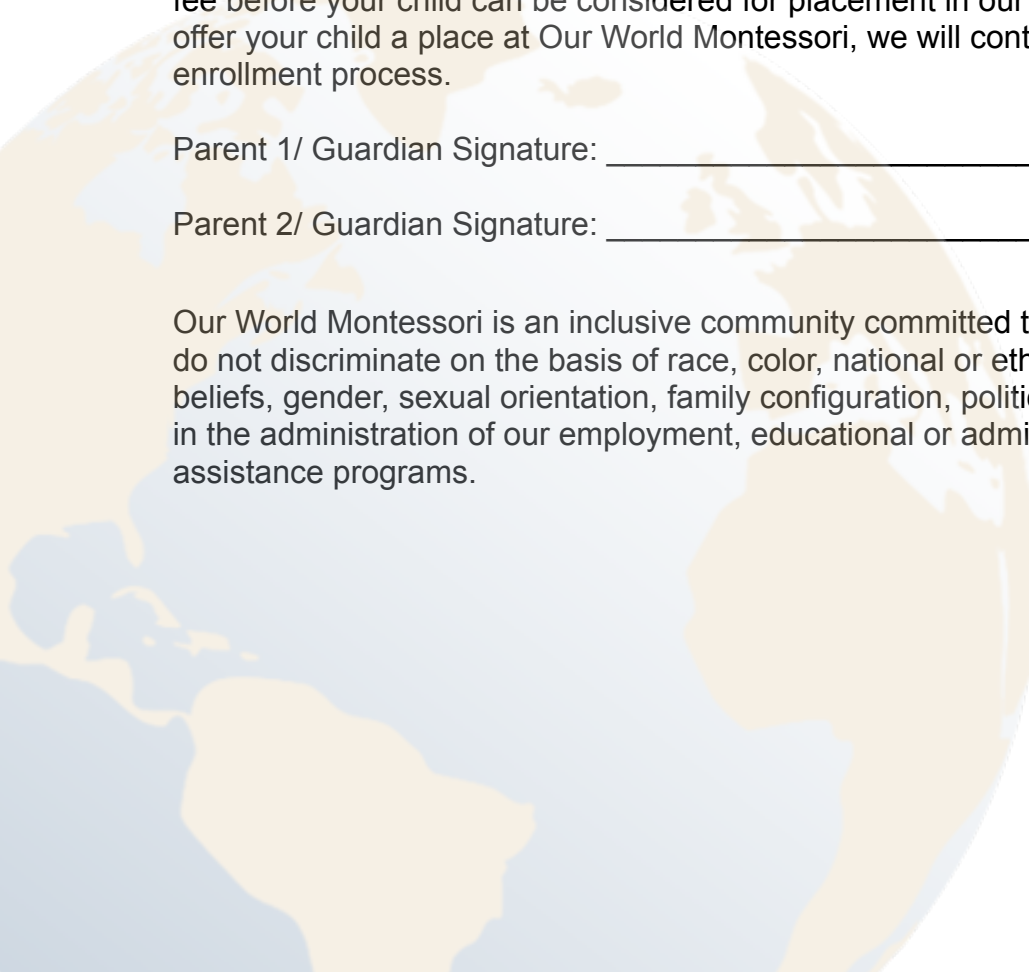 fee before your child can be considered for placement in our
offer your child a place at Our World Montessori, we will cont
enrollment process.
Parent 1/ Guardian Signature: ________________________
Parent 2/ Guardian Signature: ________________________
Our World Montessori is an inclusive community committed t
do not discriminate on the basis of race, color, national or eth
beliefs, gender, sexual orientation, family configuration, politi
in the administration of our employment, educational or admi
assistance programs.